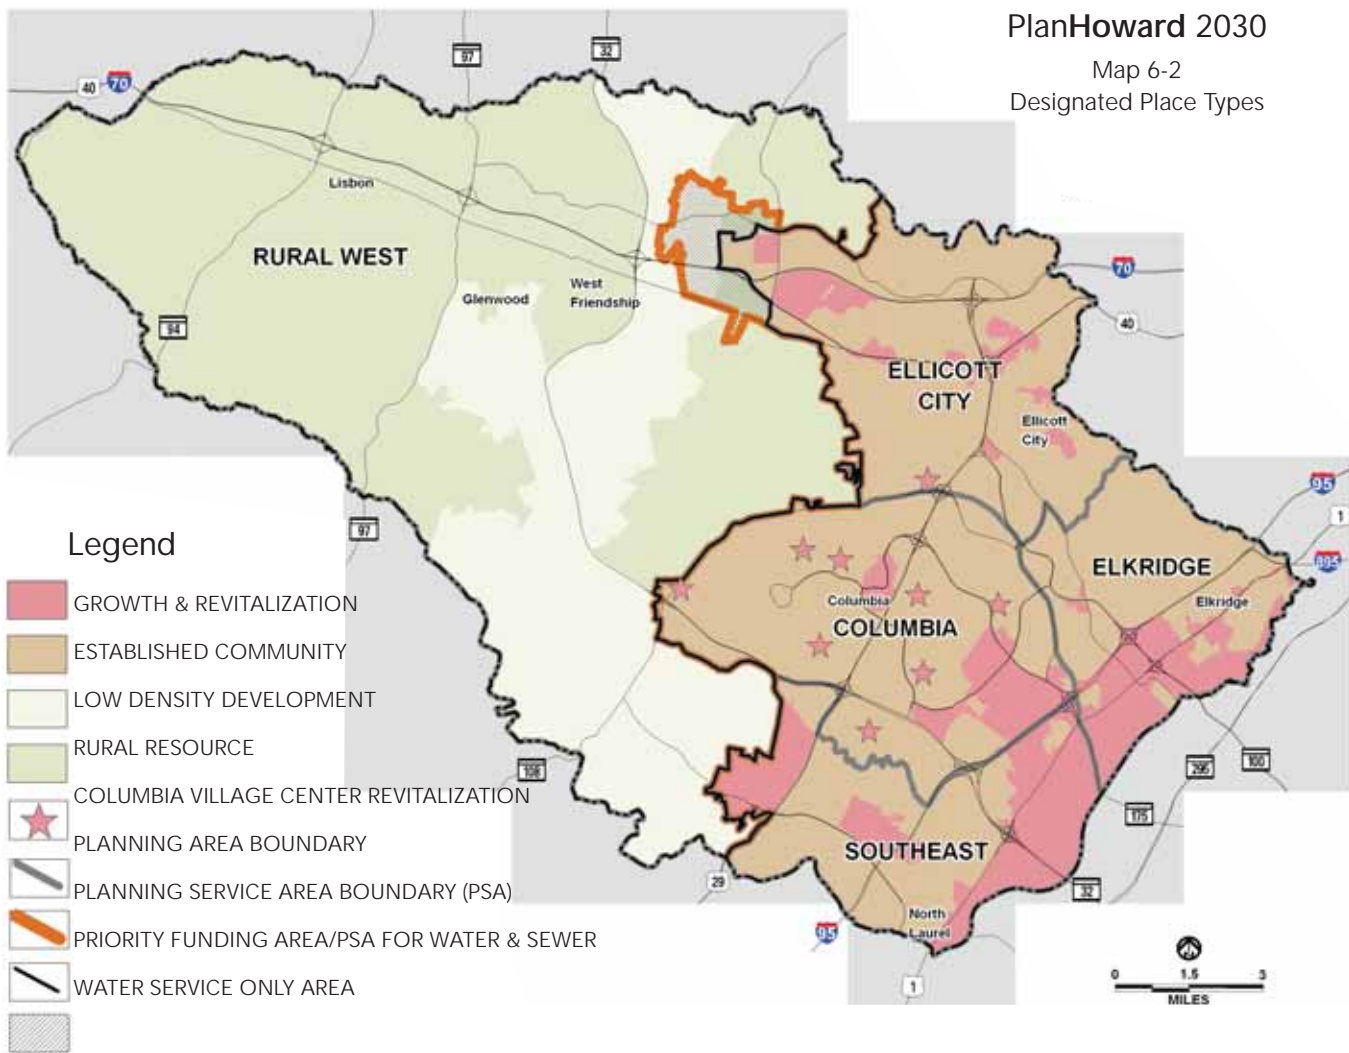 PlanHoward 2030
Map 6-2
Designated Place Types
97
32
40
70
Lisbon
RURAL WEST
West
Friendship
Glenwood
94
70
40
ELLICOTT
CITY
Ellicott
City
97
95
1
895
ELKRIDGE
Elkridge
Columbia
COLUMBIA
108
295
100
175
SOUTHEAST
29
32
North
Laurel
95
1
0 1.5 3
MILES
Legend
GROWTH & REVITALIZATION
ESTABLISHED COMMUNITY
LOW DENSITY DEVELOPMENT
RURAL RESOURCE
COLUMBIA VILLAGE CENTER REVITALIZATION
PLANNING AREA BOUNDARY
PLANNING SERVICE AREA BOUNDARY (PSA)
PRIORITY FUNDING AREA/PSA FOR WATER & SEWER
WATER SERVICE ONLY AREA